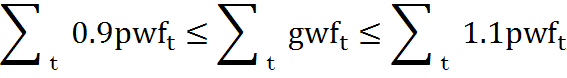 ∑ₜ 0.9pwfₜ ≤ ∑ₜ gwfₜ ≤ ∑ₜ 1.1pwfₜ